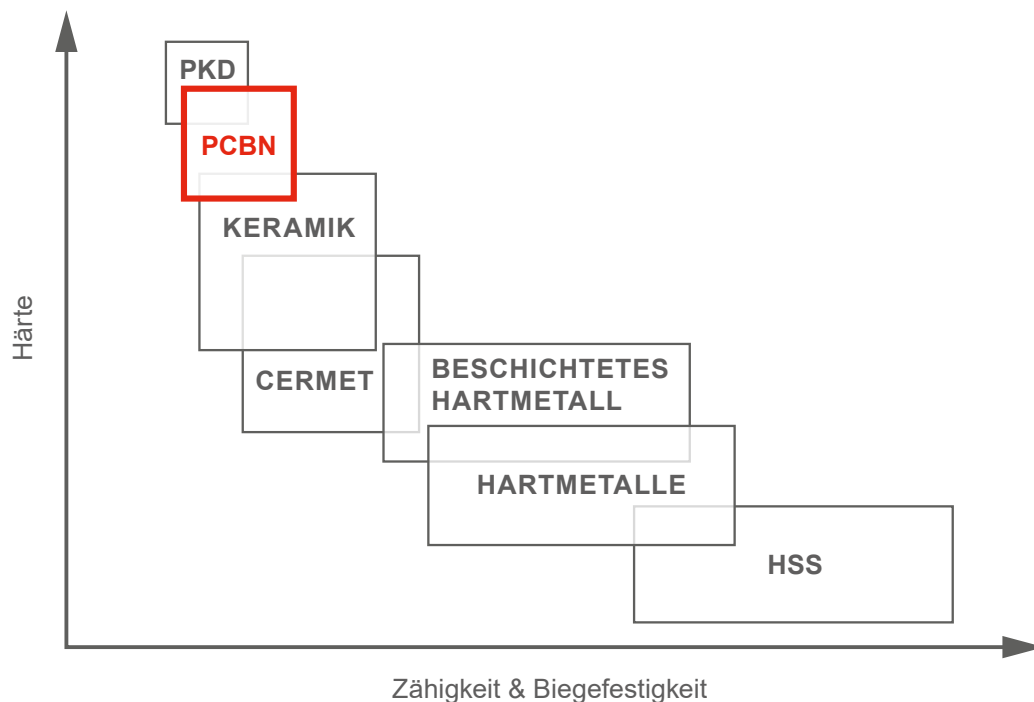 PKD
PCBN
KERAMIK
CERMET
BESCHICHTETES
HARTMETALL
HARTMETALLE
HSS
Härte
Zähigkeit & Biegefestigkeit